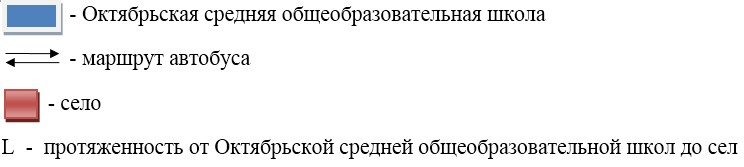 - Октябрьская средняя общеобразовательная школа
- маршрут автобуса
- село
L - протяженность от Октябрьской средней общеобразовательной школ до сел